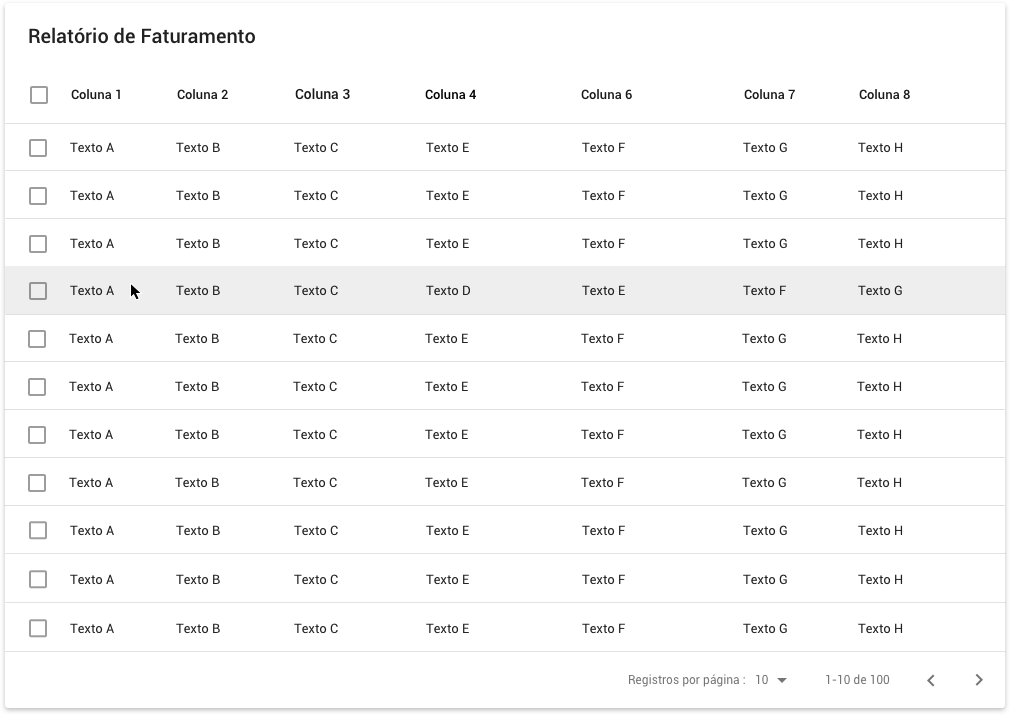 Relatório de Faturamento
Coluna 1 Coluna 2 Coluna 3 Coluna 4 Coluna 6 Coluna 7 Coluna 8
Texto A Texto B Texto C Texto E Texto F Texto G Texto H
Texto A Texto B Texto C Texto E Texto F Texto G Texto H
Texto A Texto B Texto C Texto E Texto F Texto G Texto H
Texto A Texto B Texto C Texto D Texto E Texto F Texto G
Texto A Texto B Texto C Texto E Texto F Texto G Texto H
Texto A Texto B Texto C Texto E Texto F Texto G Texto H
Texto A Texto B Texto C Texto E Texto F Texto G Texto H
Texto A Texto B Texto C Texto E Texto F Texto G Texto H
Texto A Texto B Texto C Texto E Texto F Texto G Texto H
Texto A Texto B Texto C Texto E Texto F Texto G Texto H
Texto A Texto B Texto C Texto E Texto F Texto G Texto H
Registros por página : 10 1-10 de 100